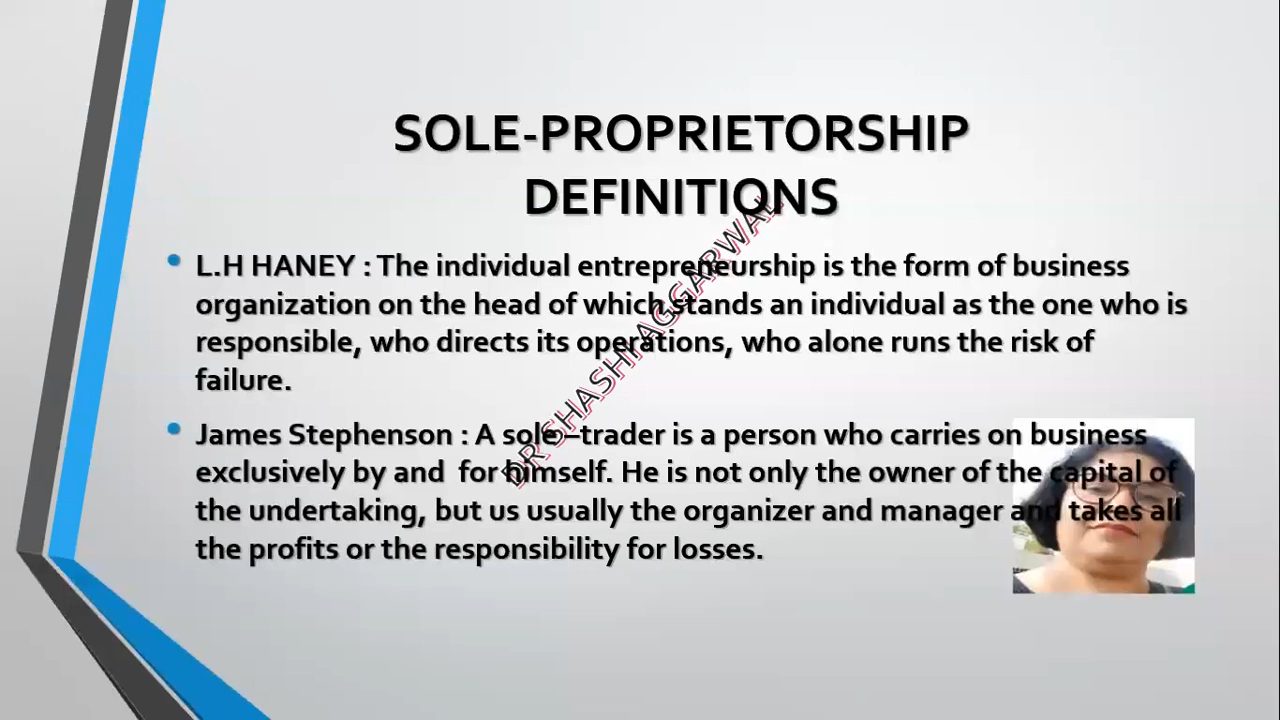 SOLE-PROPRIETORSHIP
DEFINITIONS
L.H HANEY : The individual entrepreneurship is the form of business
organization on the head of which stands an individual as the one who is
responsible, who directs its operations, who alone runs the risk of
failure.
James Stephenson : A sole –trader is a person who carries on business
exclusively by and for himself. He is not only the owner of the capital of
the undertaking, but us usually the organizer and manager and takes all
the profits or the responsibility for losses.
DR SHASHI AGGARWAL